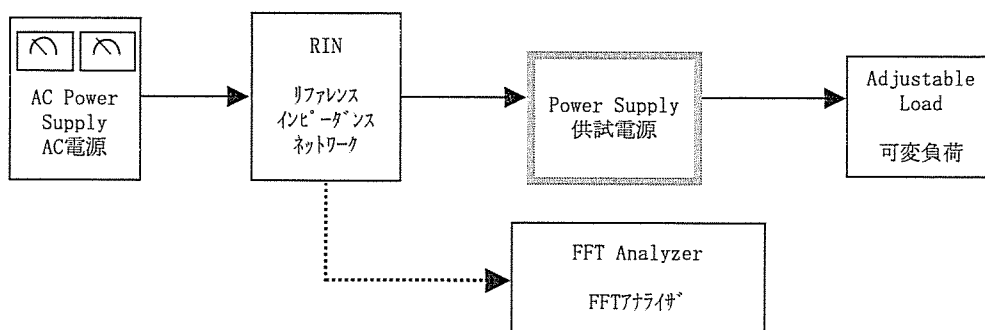 AC Power
Supply
AC電源
RIN
リファレンス
インピーダンス
ネットワーク
Power Supply
供試電源
Adjustable
Load
可変負荷
FFT Analyzer
FFTアナライザ